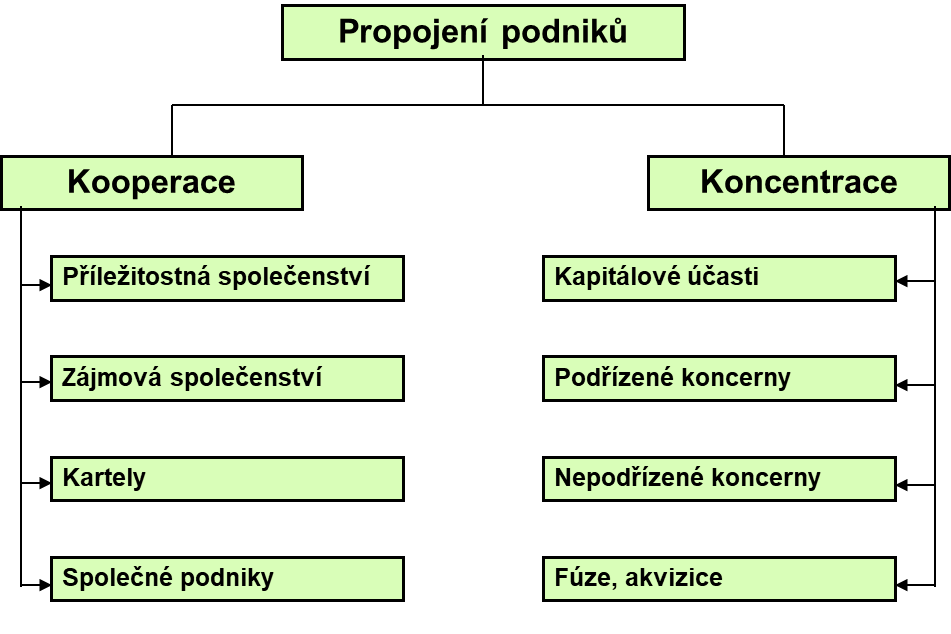 Propojení podniků
Kooperace
Koncentrace
Příležitostná společenství
Kapitálové účasti
Zájmová společenství
Podřízené koncerny
Kartely
Nepodřízené koncerny
Společné podniky
Fúze, akvizice